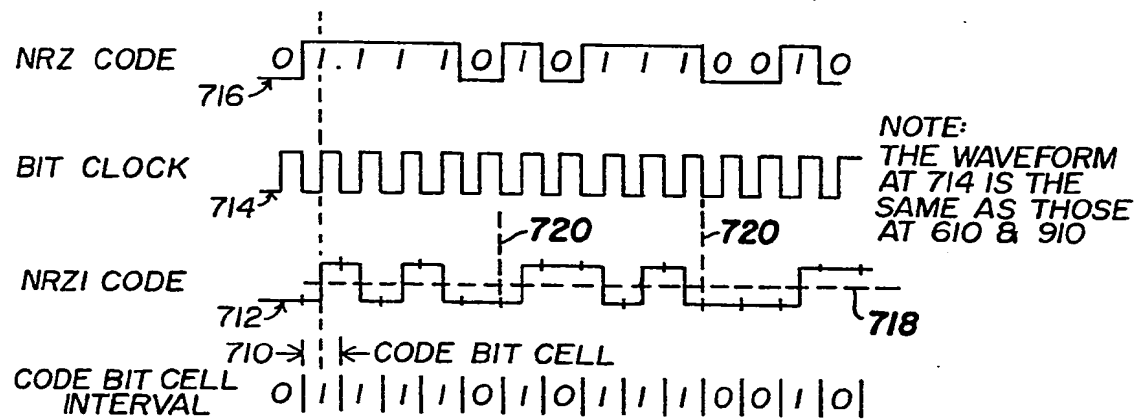 NRZ CODE
0 1 . 1 1 1 0 1 0 1 1 1 0 0 1 0
716
BIT CLOCK
714
NOTE:
THE WAVEFORM
AT 714 IS THE
SAME AS THOSE
AT 610 & 910
720
720
NRZI CODE
712
718
710
CODE BIT CELL
CODE BIT CELL
INTERVAL
0|1|1|1|1|0|1|0|1|1|1|0|0|1|0|